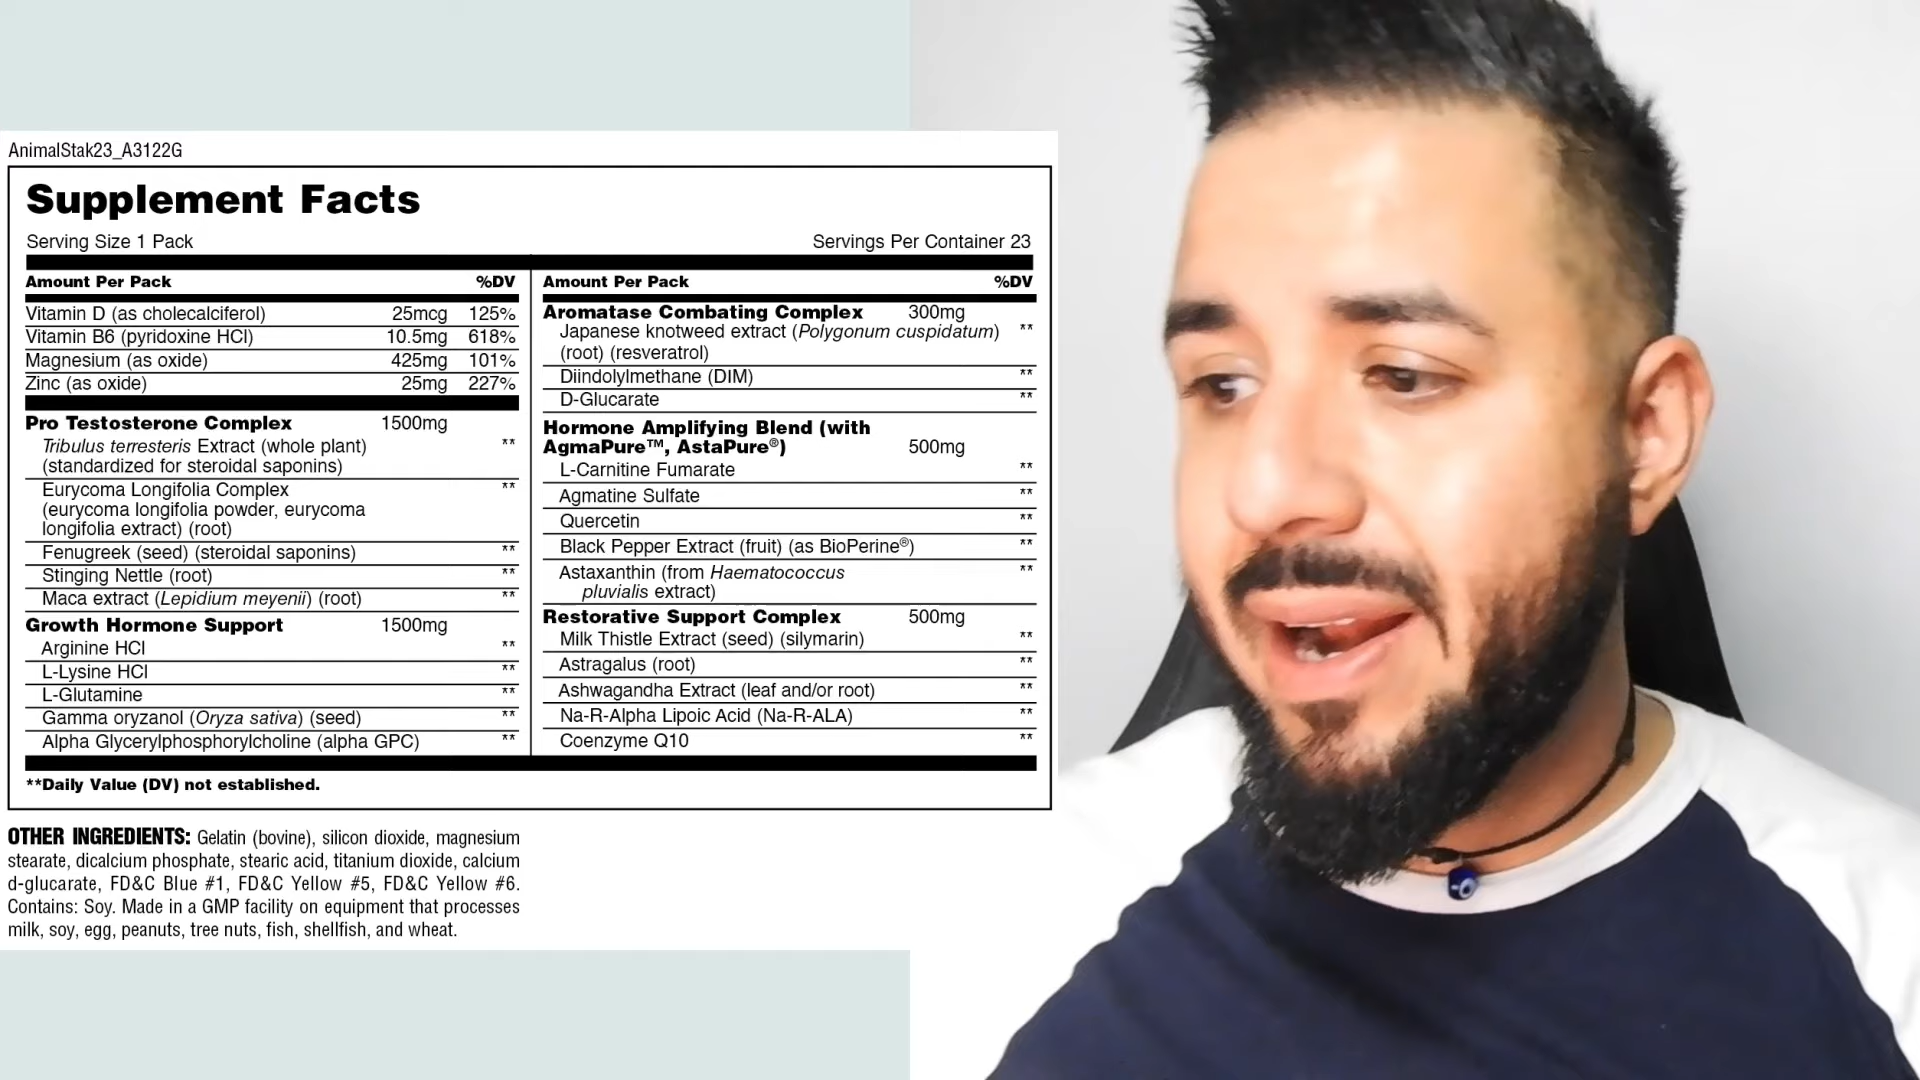 AnimalStak23_A3122G
Supplement Facts
Serving Size 1 Pack
Servings Per Container 23
Amount Per Pack %DV
Vitamin D (as cholecalciferol) 25mcg 125%
Vitamin B6 (pyridoxine HCl) 10.5mg 618%
Magnesium (as oxide) 425mg 101%
Zinc (as oxide) 25mg 227%
Pro Testosterone Complex 1500mg
Tribulus terresteris Extract (whole plant) **
(standardized for steroidal saponins)
Eurycoma Longifolia Complex **
(eurycoma longifolia powder, eurycoma
longifolia extract) (root)
Fenugreek (seed) (steroidal saponins) **
Stinging Nettle (root) **
Maca extract (Lepidium meyenii) (root) **
Growth Hormone Support 1500mg
Arginine HCl **
L-Lysine HCl **
L-Glutamine **
Gamma oryzanol (Oryza sativa) (seed) **
Alpha Glycerylphosphorylcholine (alpha GPC) **
Amount Per Pack %DV
Aromatase Combating Complex 300mg
Japanese knotweed extract (Polygonum cuspidatum) **
(root) (resveratrol)
Diindolylmethane (DIM) **
D-Glucarate **
Hormone Amplifying Blend (with
AgmaPure™, AstaPure®) 500mg
L-Carnitine Fumarate **
Agmatine Sulfate **
Quercetin **
Black Pepper Extract (fruit) (as BioPerine®) **
Astaxanthin (from Haematococcus **
pluvialis extract)
Restorative Support Complex 500mg
Milk Thistle Extract (seed) (silymarin) **
Astragalus (root) **
Ashwagandha Extract (leaf and/or root) **
Na-R-Alpha Lipoic Acid (Na-R-ALA) **
Coenzyme Q10 **
**Daily Value (DV) not established.
OTHER INGREDIENTS: Gelatin (bovine), silicon dioxide, magnesium
stearate, dicalcium phosphate, stearic acid, titanium dioxide, calcium
d-glucarate, FD&C Blue #1, FD&C Yellow #5, FD&C Yellow #6.
Contains: Soy. Made in a GMP facility on equipment that processes
milk, soy, egg, peanuts, tree nuts, fish, shellfish, and wheat.